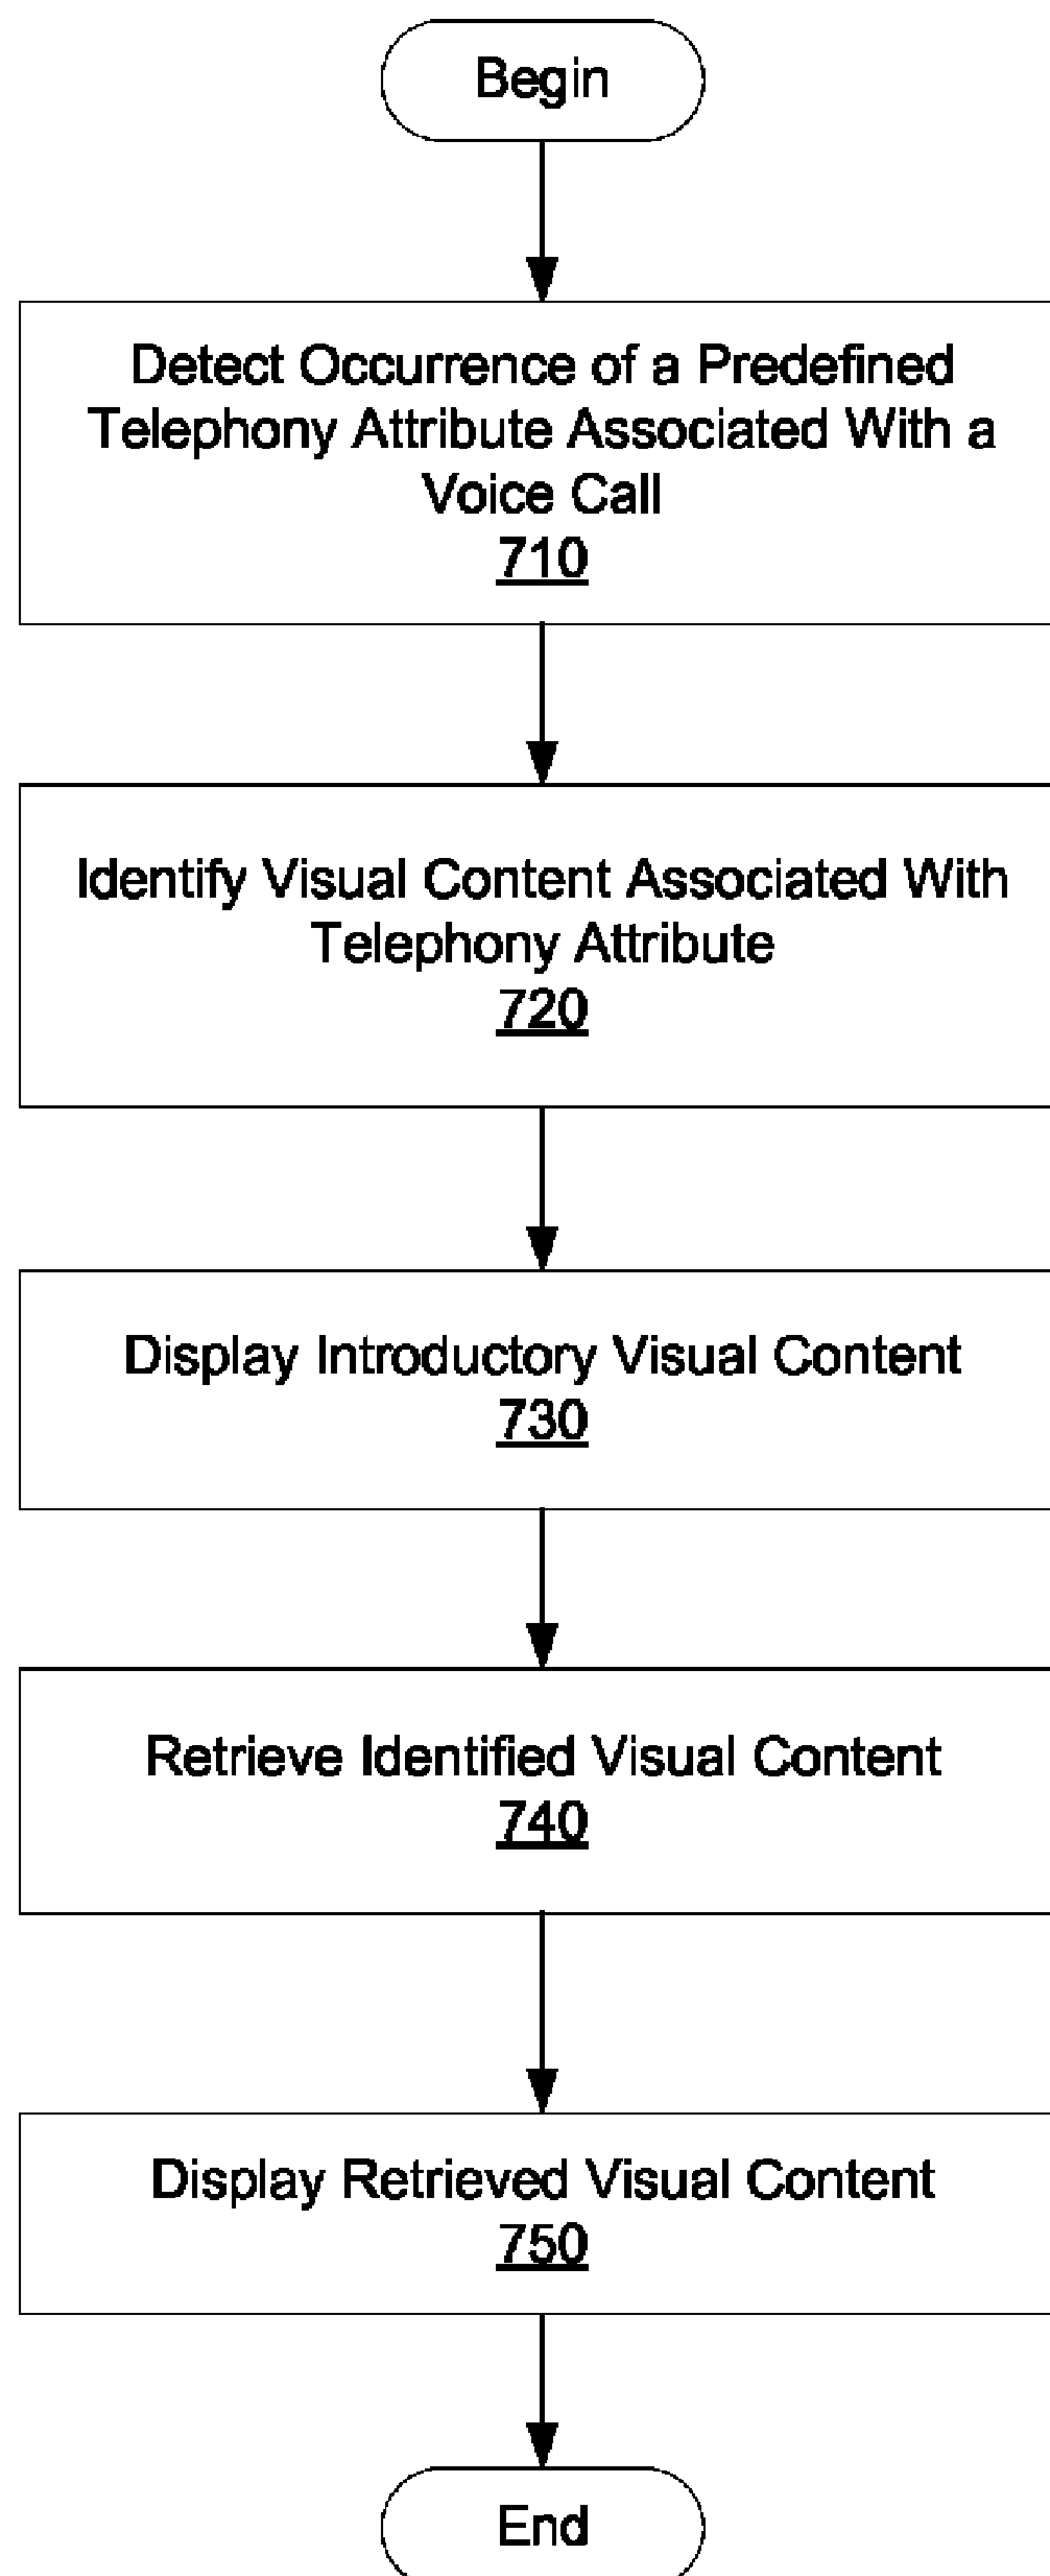 Begin
Detect Occurrence of a Predefined
Telephony Attribute Associated With a
Voice Call
710
Identify Visual Content Associated With
Telephony Attribute
720
Display Introductory Visual Content
730
Retrieve Identified Visual Content
740
Display Retrieved Visual Content
750
End